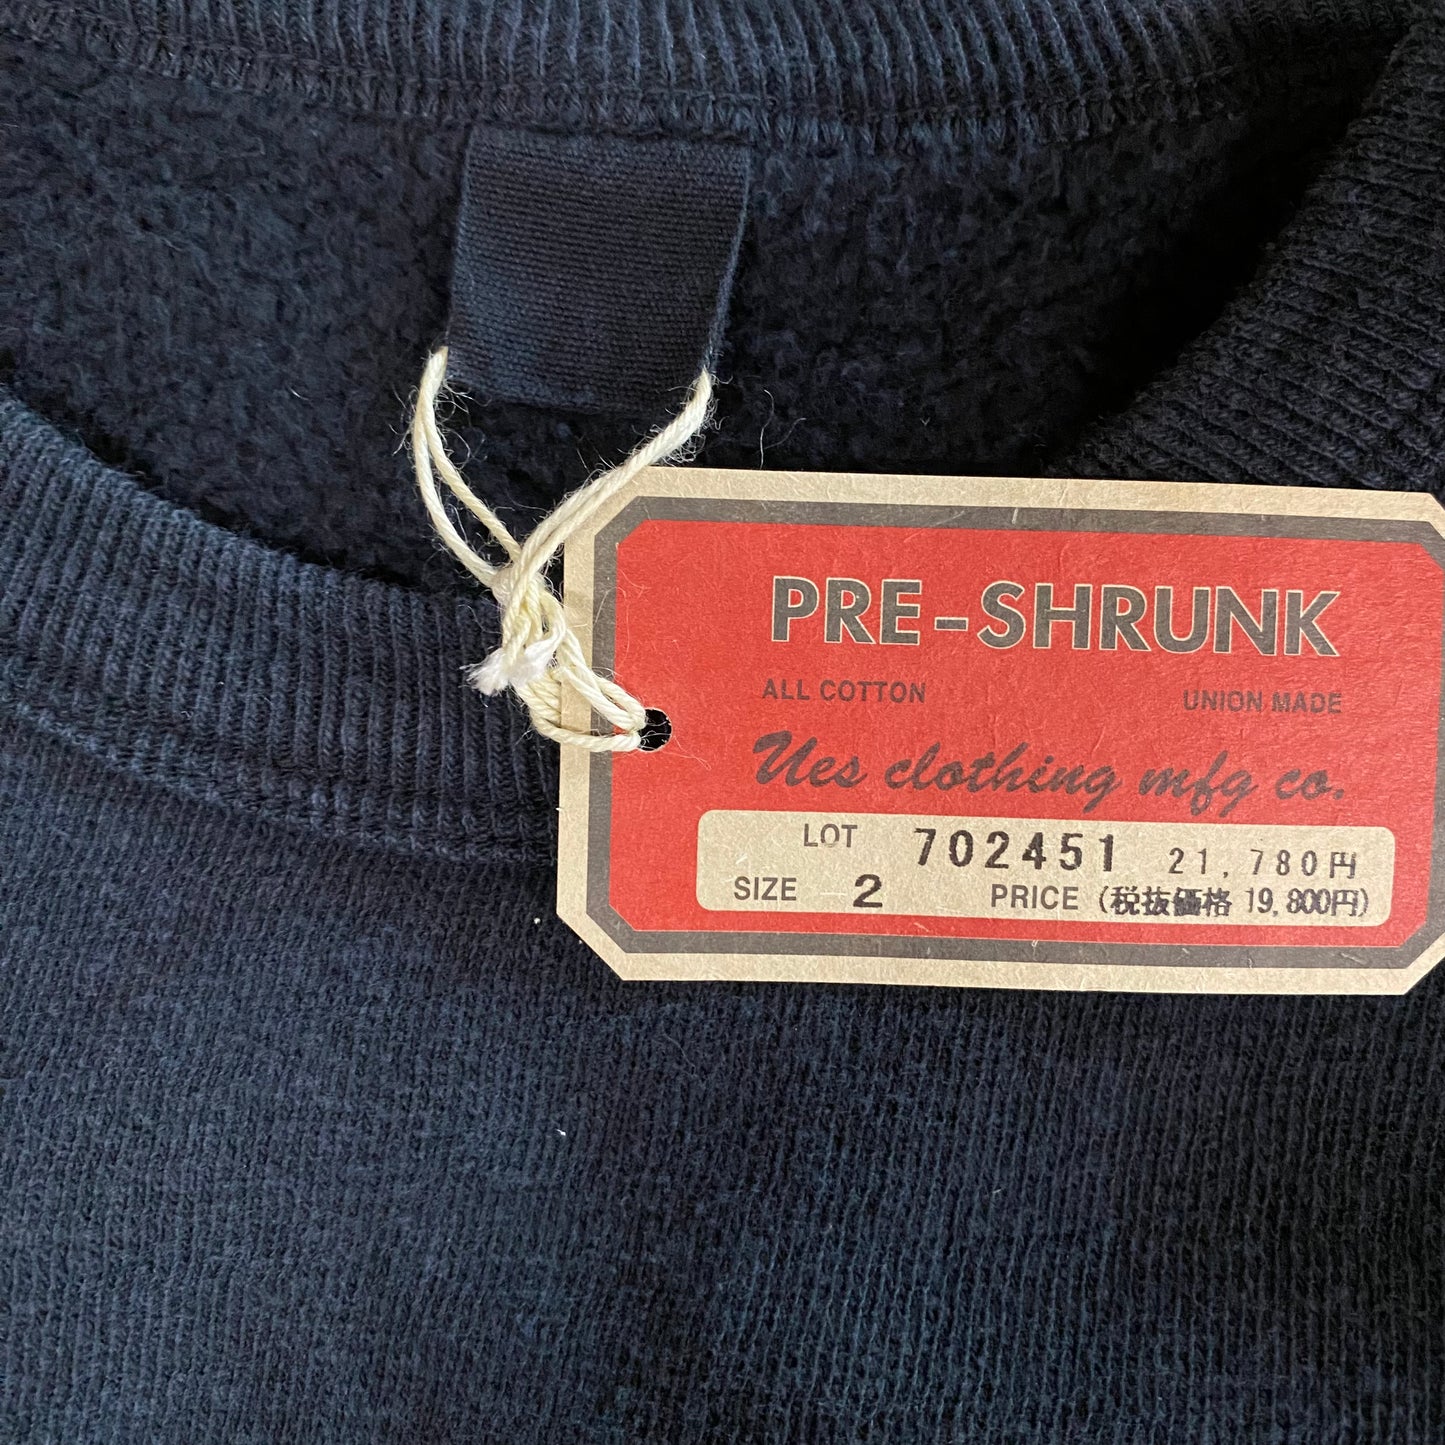 PRE-SHRUNK
ALL COTTON UNION MADE
Ues clothing mfg co.
LOT 702451 21,780円
SIZE 2 PRICE (税抜価格 19,800円)